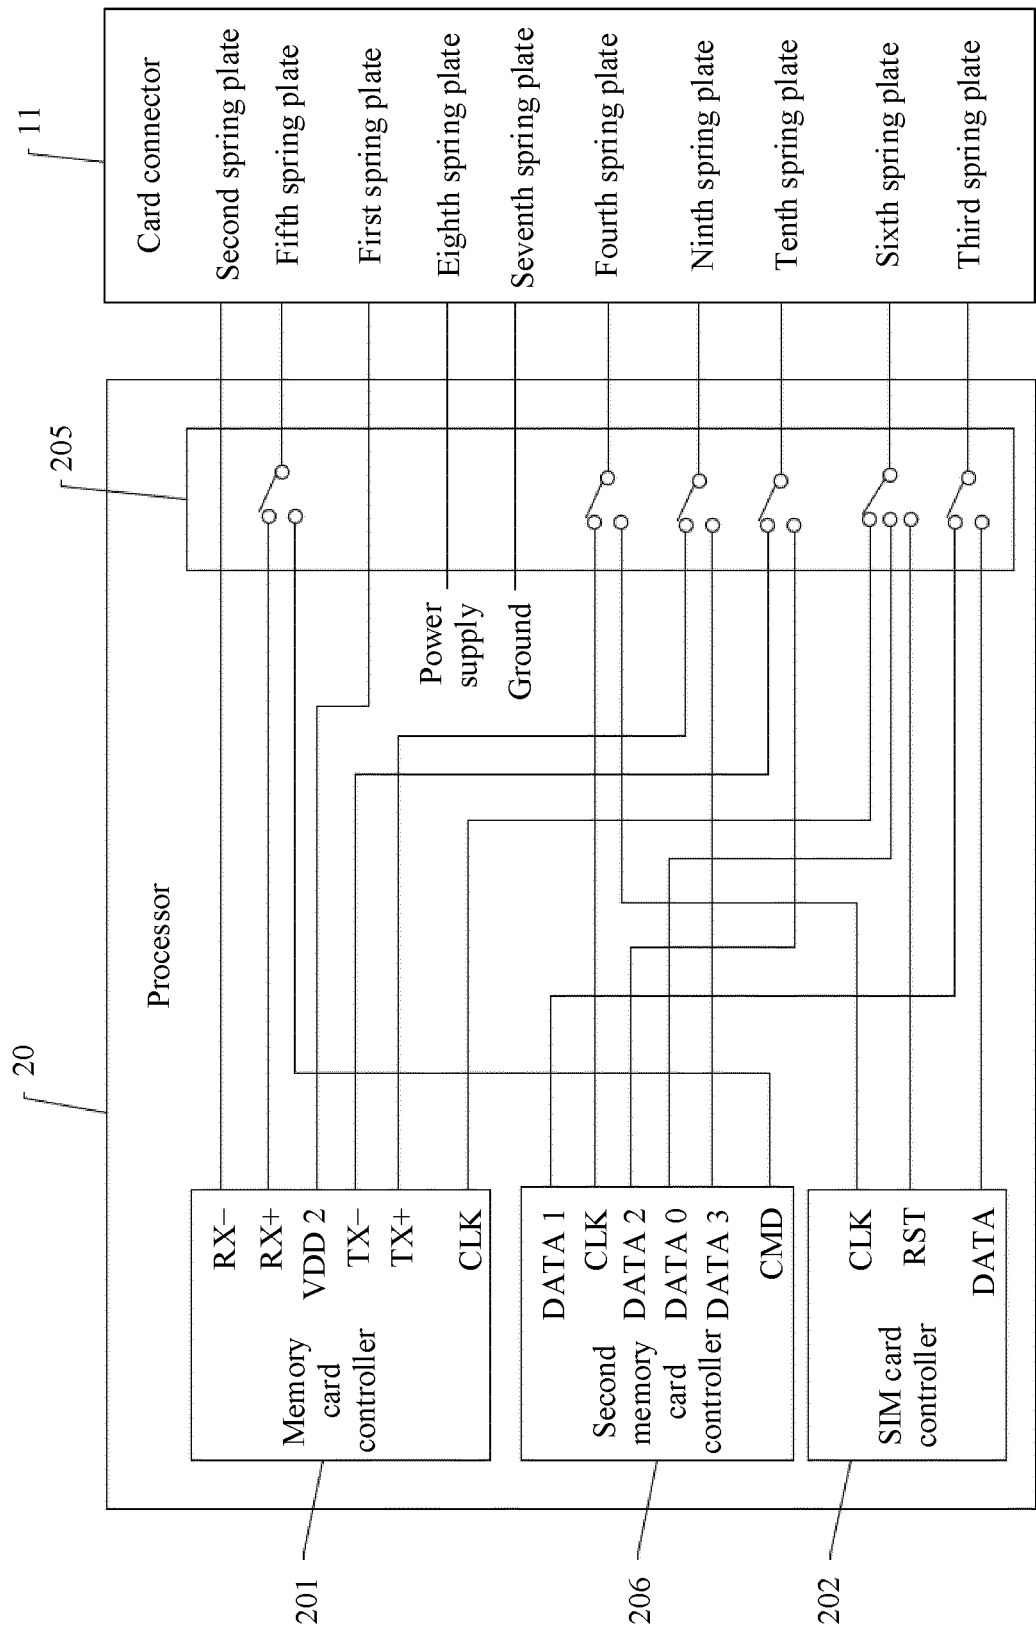 11
Card connector
Second spring plate
Fifth spring plate
First spring plate
Eighth spring plate
Seventh spring plate
Fourth spring plate
Ninth spring plate
Tenth spring plate
Sixth spring plate
Third spring plate
205
Power
supply
Ground
20
Processor
RX−
RX+
VDD 2
TX−
TX+
CLK
Memory
card
controller
201
DATA 1
CLK
DATA 2
DATA 0
DATA 3
CMD
Second
memory
card
controller
206
CLK
RST
DATA
SIM card
controller
202